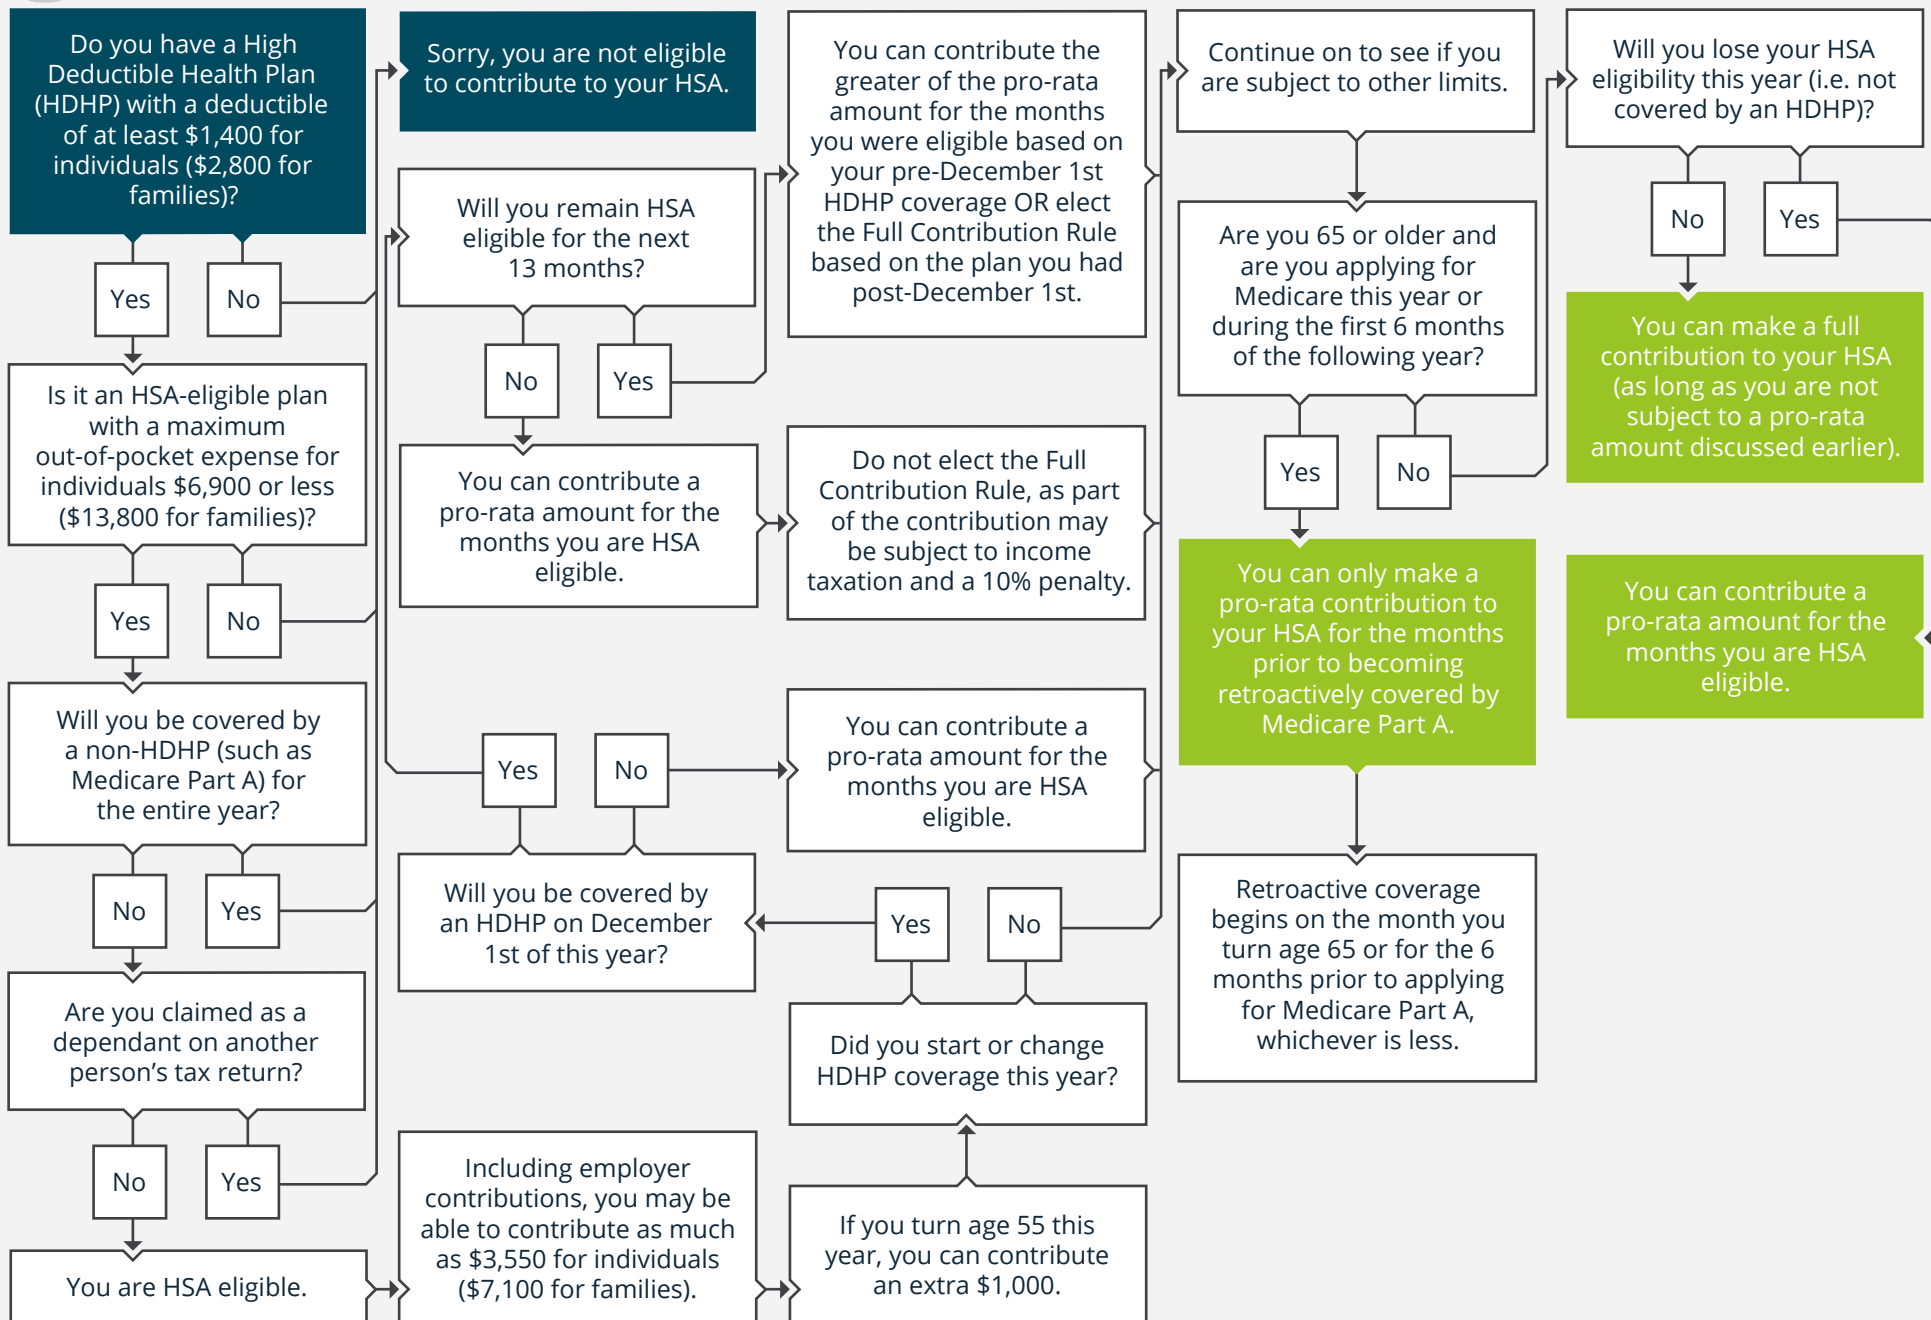 Do you have a High
Deductible Health Plan
(HDHP) with a deductible
of at least $1,400 for
individuals ($2,800 for
families)?
Yes
No
Is it an HSA-eligible plan
with a maximum
out-of-pocket expense for
individuals $6,900 or less
($13,800 for families)?
Yes
No
Will you be covered by
a non-HDHP (such as
Medicare Part A) for
the entire year?
No
Yes
Are you claimed as a
dependant on another
person's tax return?
No
Yes
You are HSA eligible.
Sorry, you are not eligible
to contribute to your HSA.
Will you remain HSA
eligible for the next
13 months?
No
Yes
You can contribute a
pro-rata amount for the
months you are HSA
eligible.
Yes
No
Will you be covered by
an HDHP on December
1st of this year?
Including employer
contributions, you may be
able to contribute as much
as $3,550 for individuals
($7,100 for families).
You can contribute the
greater of the pro-rata
amount for the months
you were eligible based on
your pre-December 1st
HDHP coverage OR elect
the Full Contribution Rule
based on the plan you had
post-December 1st.
Do not elect the Full
Contribution Rule, as part
of the contribution may
be subject to income
taxation and a 10% penalty.
You can contribute a
pro-rata amount for the
months you are HSA
eligible.
Yes
No
Did you start or change
HDHP coverage this year?
If you turn age 55 this
year, you can contribute
an extra $1,000.
Continue on to see if you
are subject to other limits.
Are you 65 or older and
are you applying for
Medicare this year or
during the first 6 months
of the following year?
Yes
No
You can only make a
pro-rata contribution to
your HSA for the months
prior to becoming
retroactively covered by
Medicare Part A.
Retroactive coverage
begins on the month you
turn age 65 or for the 6
months prior to applying
for Medicare Part A,
whichever is less.
Will you lose your HSA
eligibility this year (i.e. not
covered by an HDHP)?
No
Yes
You can make a full
contribution to your HSA
(as long as you are not
subject to a pro-rata
amount discussed earlier).
You can contribute a
pro-rata amount for the
months you are HSA
eligible.